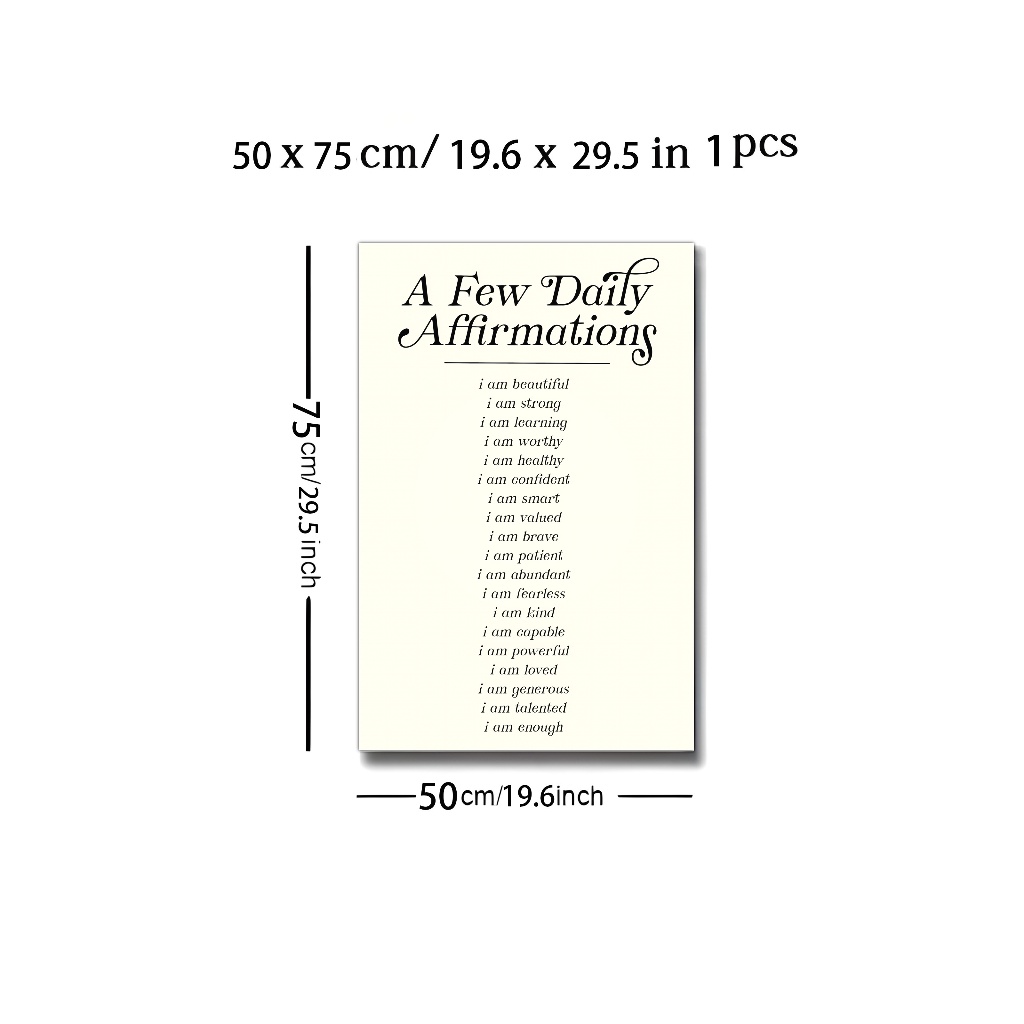 50 x 75 cm/ 19.6 x 29.5 in 1 pcs
A Few Daily
Affirmations
i am beautiful
i am strong
i am learning
i am worthy
i am healthy
i am confident
i am smart
i am valued
i am brave
i am patient
i am abundant
i am fearless
i am kind
i am capable
i am powerful
i am loved
i am generous
i am talented
i am enough
75cm/29.5inch
50cm/19.6inch